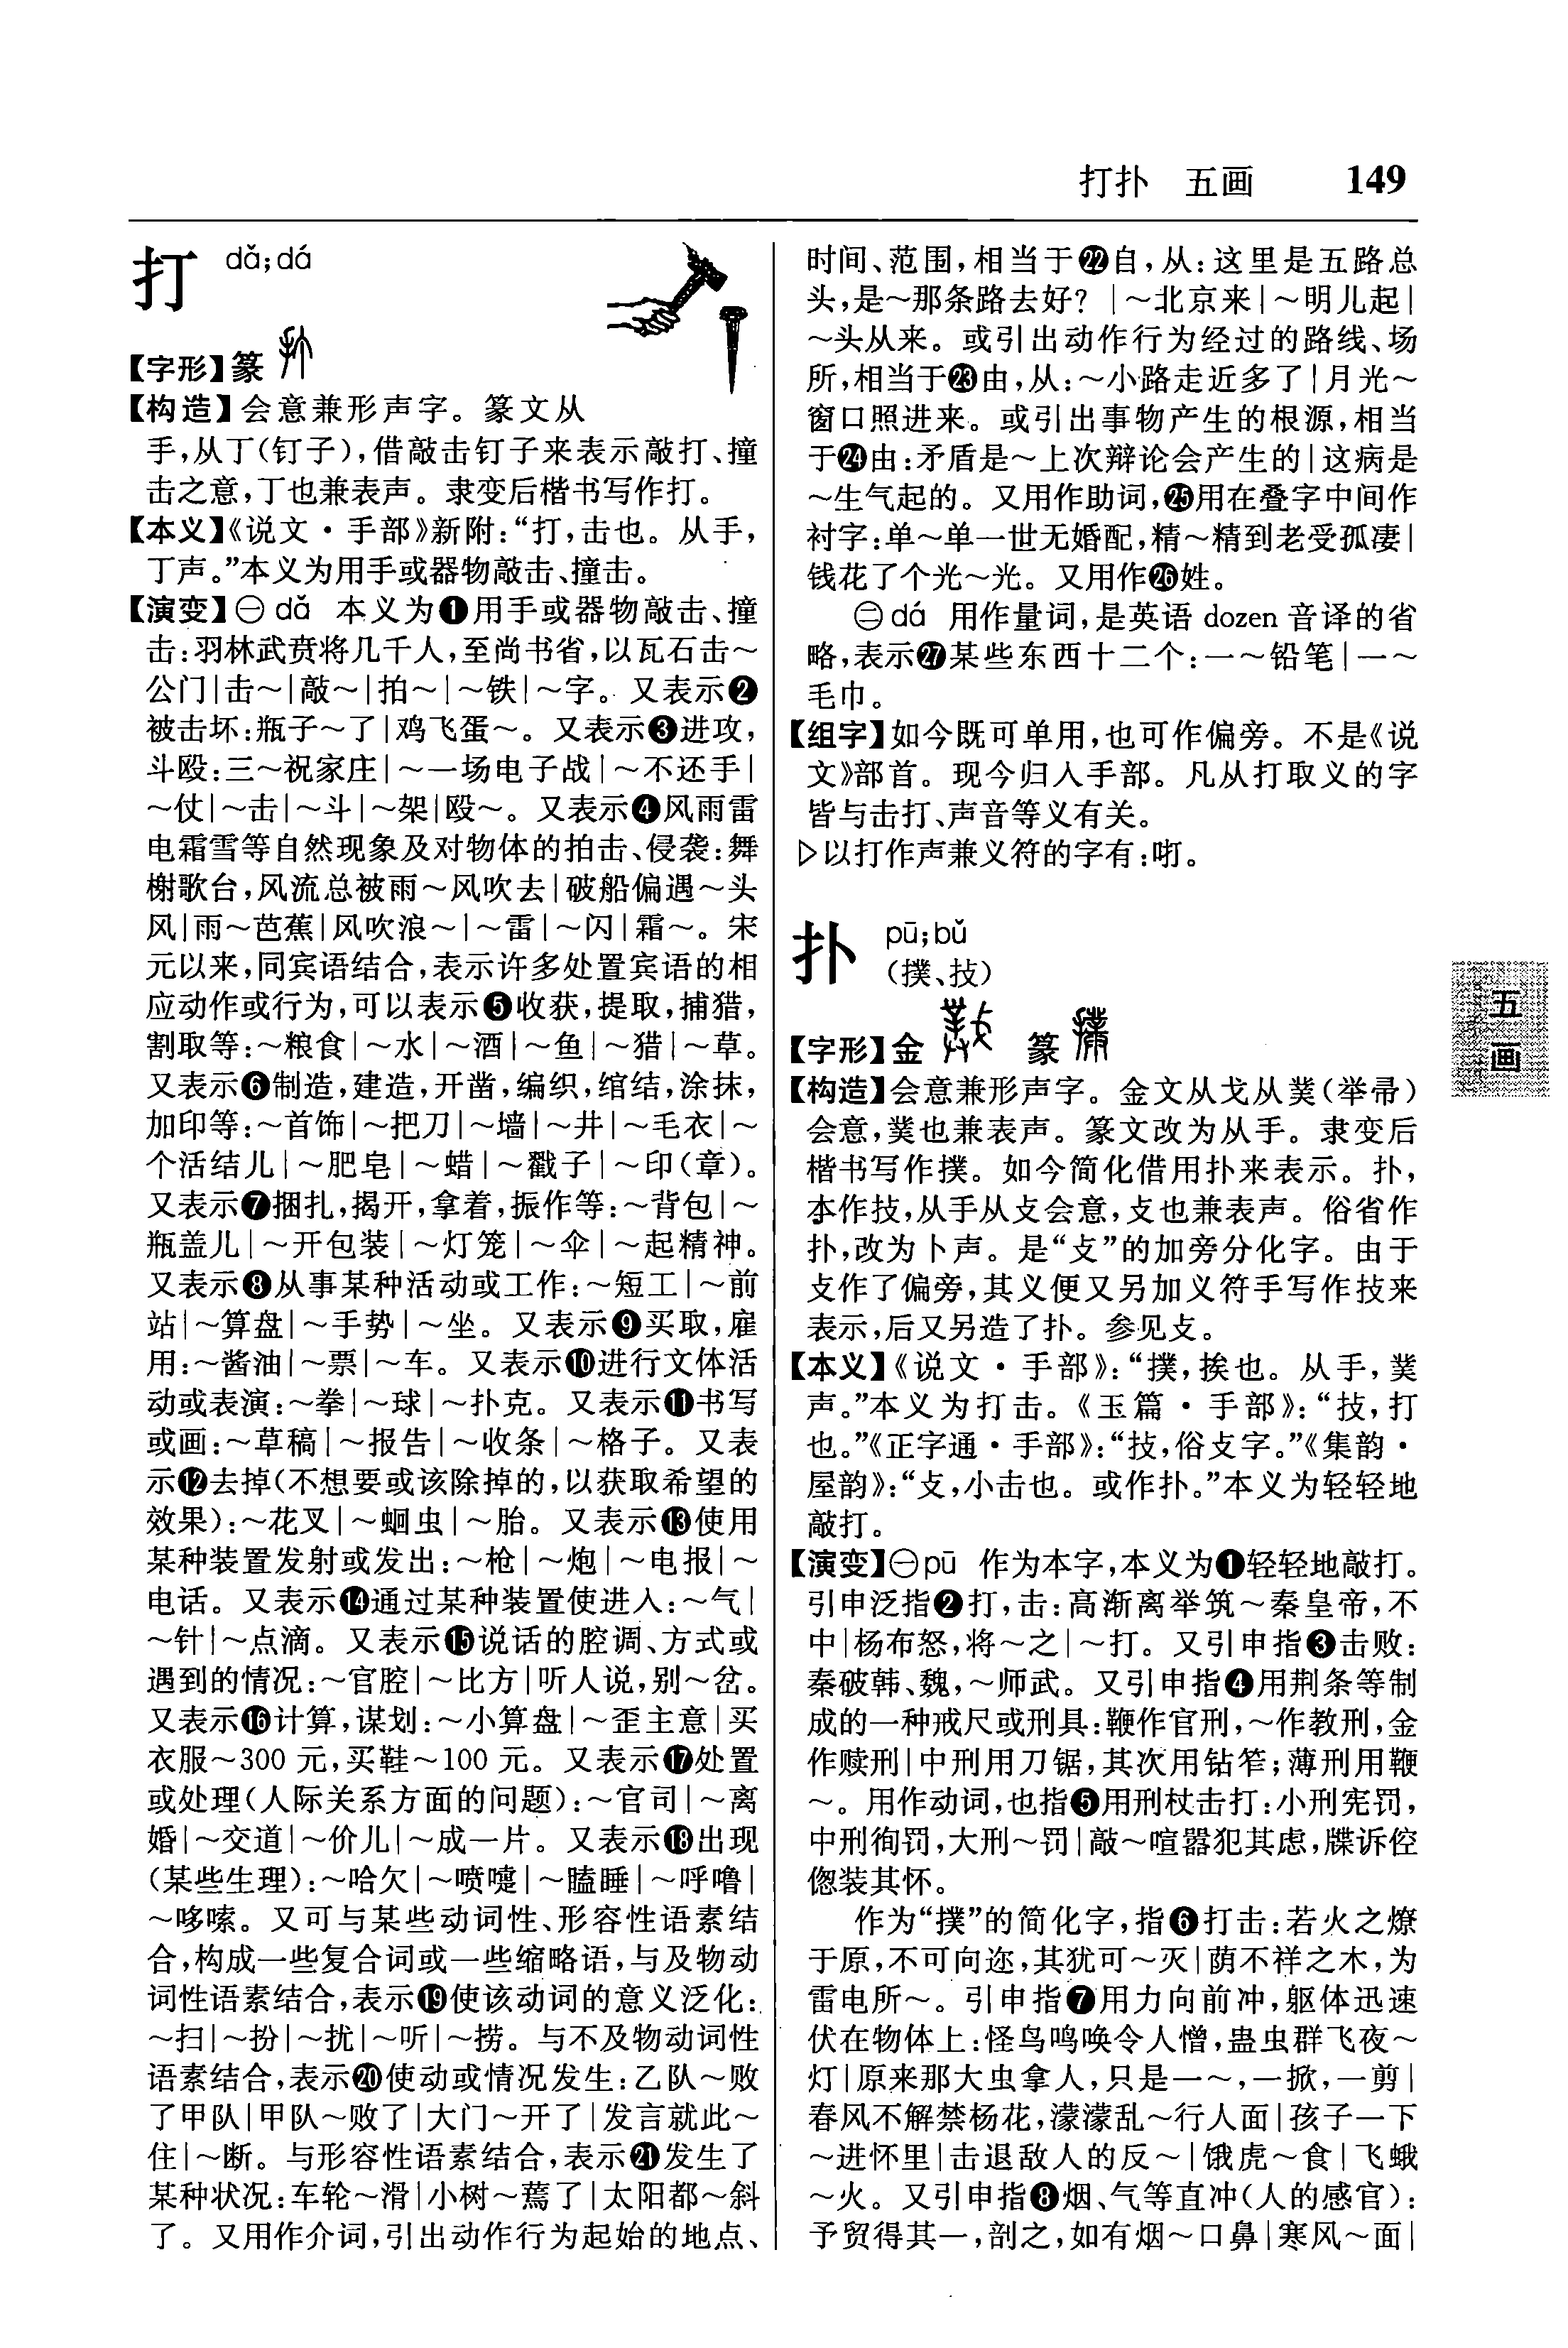 打扑 五画 149
打 dǎ;dá
【字形】篆
【构造】会意兼形声字。篆文从
手,从丁(钉子),借敲击钉子来表示敲打、撞
击之意,丁也兼表声。隶变后楷书写作打。
【本义】《说文·手部》新附:“打,击也。从手,
丁声。”本义为用手或器物敲击、撞击。
【演变】㊀dǎ 本义为❶用手或器物敲击、撞
击:羽林武贲将几千人,至尚书省,以瓦石击~
公门|击~|敲~|拍~|~铁|~字。又表示❷
被击坏:瓶子~了|鸡飞蛋~。又表示❸进攻,
斗殴:三~祝家庄|~一场电子战|~不还手|
~仗|~击|~斗|~架|殴~。又表示❹风雨雷
电霜雪等自然现象及对物体的拍击、侵袭:舞
榭歌台,风流总被雨~风吹去|破船偏遇~头
风|雨~芭蕉|风吹浪~|~雷|~闪|霜~。宋
元以来,同宾语结合,表示许多处置宾语的相
应动作或行为,可以表示❺收获,提取,捕猎,
割取等:~粮食|~水|~酒|~鱼|~猎|~草。
又表示❻制造,建造,开凿,编织,绾结,涂抹,
加印等:~首饰|~把刀|~墙|~井|~毛衣|~
个活结儿|~肥皂|~蜡|~戳子|~印(章)。
又表示❼捆扎,揭开,拿着,振作等:~背包|~
瓶盖儿|~开包装|~灯笼|~伞|~起精神。
又表示❽从事某种活动或工作:~短工|~前
站|~算盘|~手势|~坐。又表示❾买取,雇
用:~酱油|~票|~车。又表示❿进行文体活
动或表演:~拳|~球|~扑克。又表示⓫书写
或画:~草稿|~报告|~收条|~格子。又表
示⓬去掉(不想要或该除掉的,以获取希望的
效果):~花叉|~蛔虫|~胎。又表示⓭使用
某种装置发射或发出:~枪|~炮|~电报|~
电话。又表示⓮通过某种装置使进入:~气|
~针|~点滴。又表示⓯说话的腔调、方式或
遇到的情况:~官腔|~比方|听人说,别~岔。
又表示⓰计算,谋划:~小算盘|~歪主意|买
衣服~300元,买鞋~100元。又表示⓱处置
或处理(人际关系方面的问题):~官司|~离
婚|~交道|~价儿|~成一片。又表示⓲出现
(某些生理):~哈欠|~喷嚏|~瞌睡|~呼噜|
~哆嗦。又可与某些动词性、形容性语素结
合,构成一些复合词或一些缩略语,与及物动
词性语素结合,表示⓳使该动词的意义泛化:
~扫|~扮|~扰|~听|~捞。与不及物动词性
语素结合,表示⓴使动或情况发生:乙队~败
了甲队|甲队~败了|大门~开了|发言就此~
住|~断。与形容性语素结合,表示㉑发生了
某种状况:车轮~滑|小树~蔫了|太阳都~斜
了。又用作介词,引出动作行为起始的地点、
时间、范围,相当于㉒自,从:这里是五路总
头,是~那条路去好?|~北京来|~明儿起|
~头从来。或引出动作行为经过的路线、场
所,相当于㉓由,从:~小路走近多了|月光~
窗口照进来。或引出事物产生的根源,相当
于㉔由:矛盾是~上次辩论会产生的|这病是
~生气起的。又用作助词,㉕用在叠字中间作
衬字:单~单一世无婚配,精~精到老受孤凄|
钱花了个光~光。又用作㉖姓。
㊁dá 用作量词,是英语 dozen 音译的省
略,表示㉗某些东西十二个:一~铅笔|一~
毛巾。
【组字】如今既可单用,也可作偏旁。不是《说
文》部首。现今归入手部。凡从打取义的字
皆与击打、声音等义有关。
▷以打作声兼义符的字有:咑。
扑 pū;bǔ
(撲、技)
【字形】金 篆
【构造】会意兼形声字。金文从戈从菐(举帚)
会意,菐也兼表声。篆文改为从手。隶变后
楷书写作撲。如今简化借用扑来表示。扑,
本作技,从手从攴会意,攴也兼表声。俗省作
扑,改为卜声。是“攴”的加旁分化字。由于
攴作了偏旁,其义便又另加义符手写作技来
表示,后又另造了扑。参见攴。
【本义】《说文·手部》:“撲,挨也。从手,菐
声。”本义为打击。《玉篇·手部》:“技,打
也。”《正字通·手部》:“技,俗攴字。”《集韵·
屋韵》:“攴,小击也。或作扑。”本义为轻轻地
敲打。
【演变】㊀pū 作为本字,本义为❶轻轻地敲打。
引申泛指❷打,击:高渐离举筑~秦皇帝,不
中|杨布怒,将~之|~打。又引申指❸击败:
秦破韩、魏,~师武。又引申指❹用荆条等制
成的一种戒尺或刑具:鞭作官刑,~作教刑,金
作赎刑|中刑用刀锯,其次用钻笮;薄刑用鞭
~。用作动词,也指❺用刑杖击打:小刑宪罚,
中刑徇罚,大刑~罚|敲~喧嚣犯其虑,牒诉倥
偬装其怀。
作为“撲”的简化字,指❻打击:若火之燎
于原,不可向迩,其犹可~灭|荫不祥之木,为
雷电所~。引申指❼用力向前冲,躯体迅速
伏在物体上:怪鸟鸣唤令人憎,蛊虫群飞夜~
灯|原来那大虫拿人,只是一~,一掀,一剪|
春风不解禁杨花,濛濛乱~行人面|孩子一下
~进怀里|击退敌人的反~|饿虎~食|飞蛾
~火。又引申指❽烟、气等直冲(人的感官):
予贸得其一,剖之,如有烟~口鼻|寒风~面|
五
画